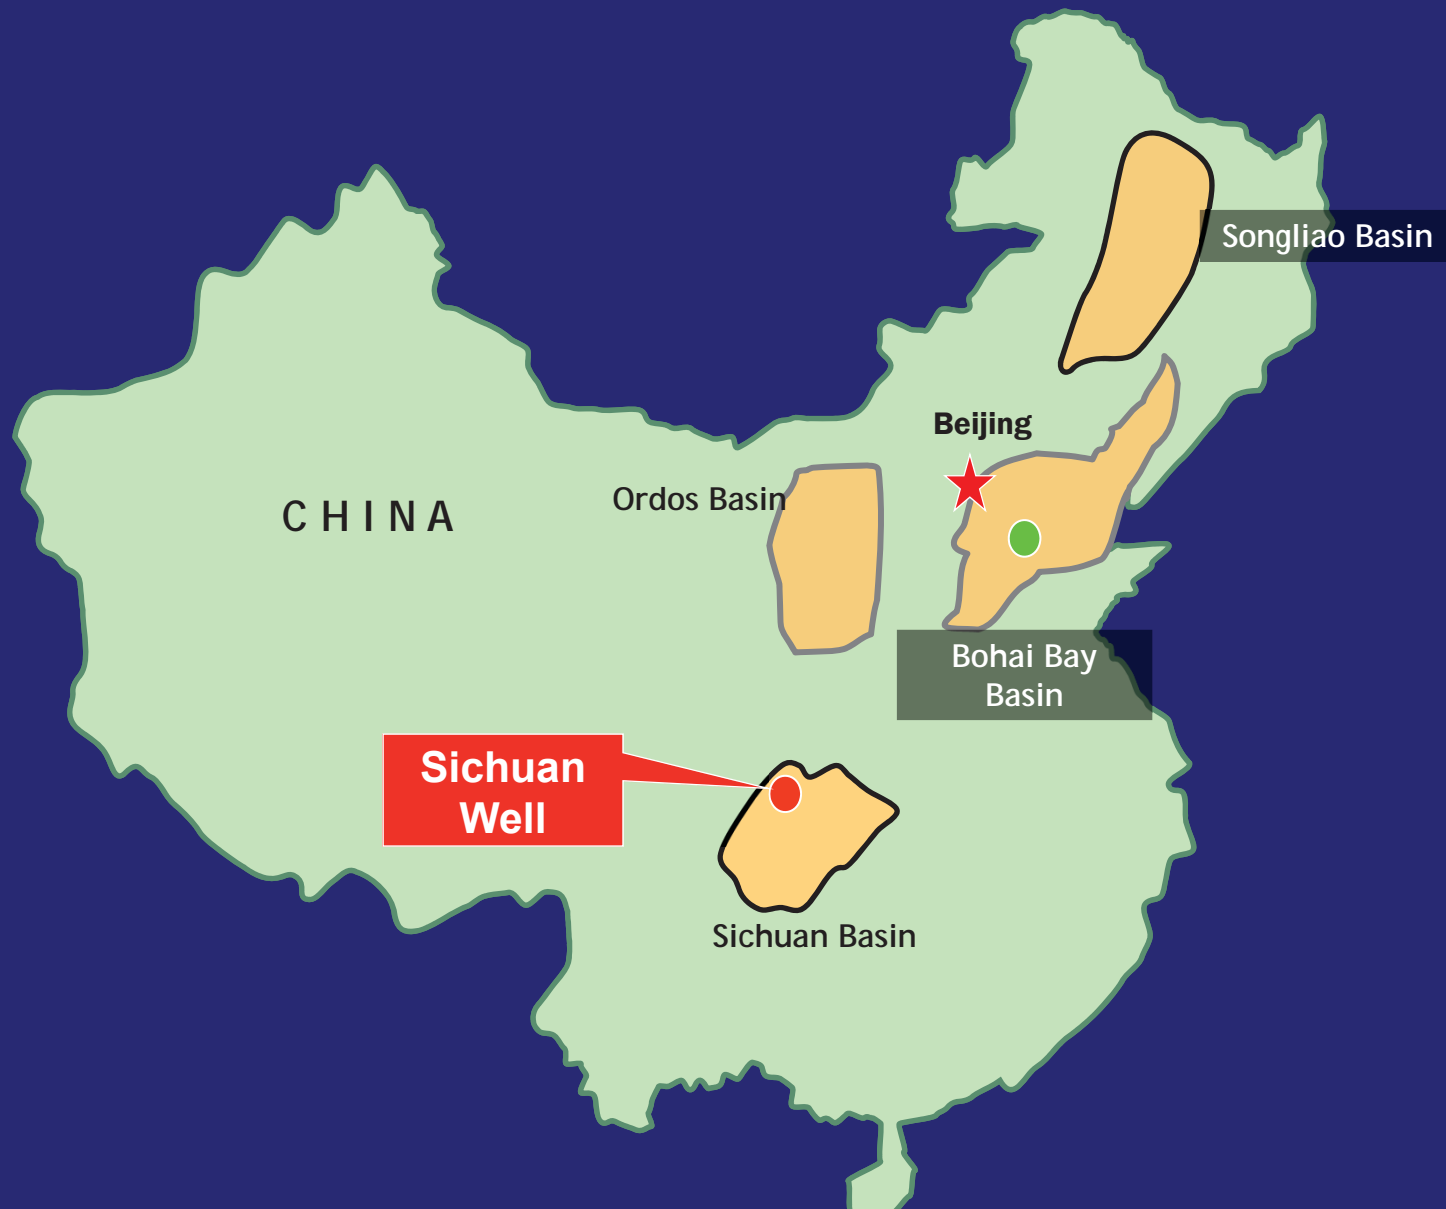 Songliao Basin
Beijing
Ordos Basin
CHINA
Bohai Bay
Basin
Sichuan
Well
Sichuan Basin